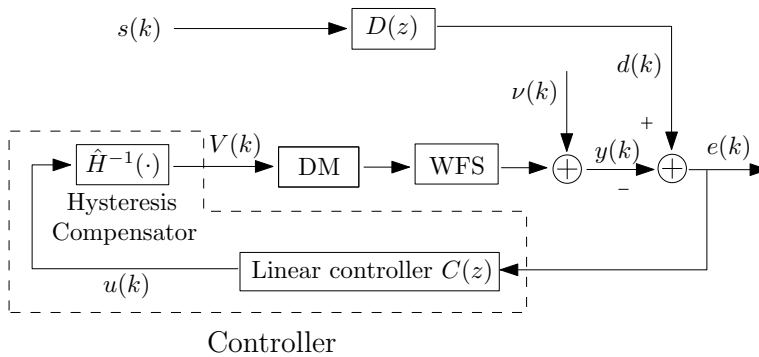 s(k)
D(z)
d(k)
ν(k)
+
V(k)
y(k)
e(k)
Ĥ⁻¹(·)
DM
WFS
+
+
−
Hysteresis
Compensator
Linear controller C(z)
u(k)
Controller